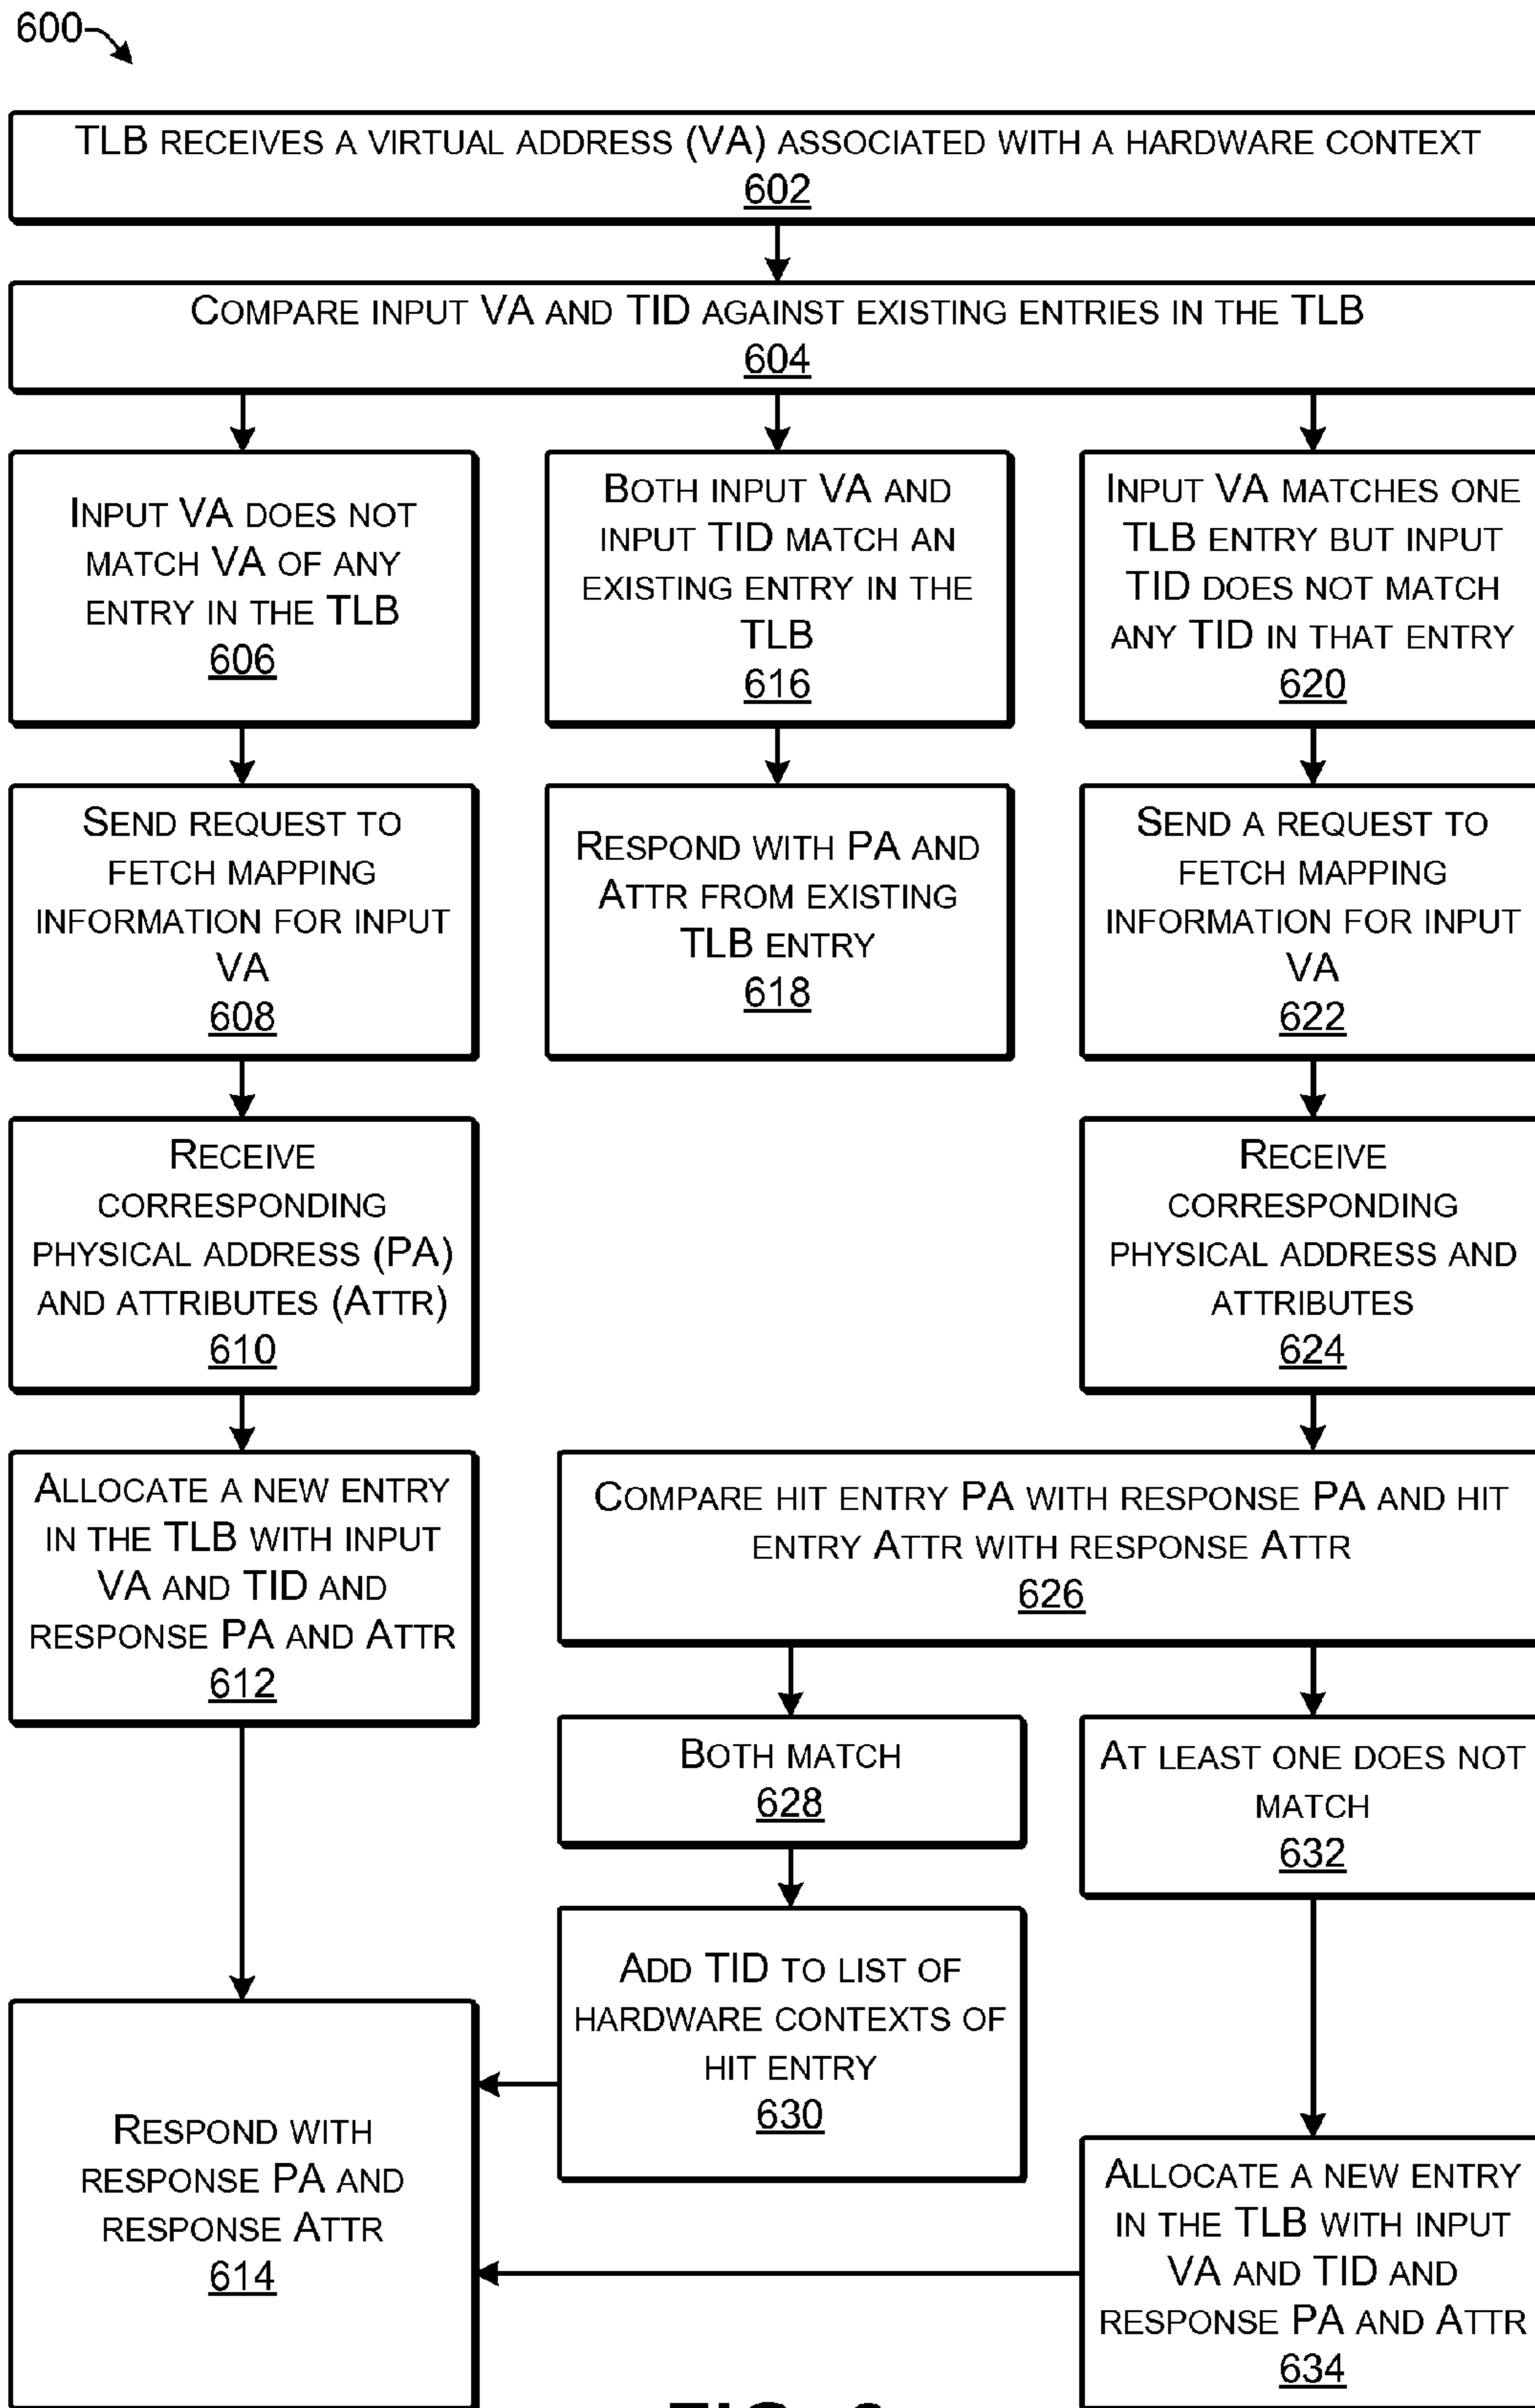 600
TLB RECEIVES A VIRTUAL ADDRESS (VA) ASSOCIATED WITH A HARDWARE CONTEXT
602
COMPARE INPUT VA AND TID AGAINST EXISTING ENTRIES IN THE TLB
604
INPUT VA DOES NOT
MATCH VA OF ANY
ENTRY IN THE TLB
606
BOTH INPUT VA AND
INPUT TID MATCH AN
EXISTING ENTRY IN THE
TLB
616
INPUT VA MATCHES ONE
TLB ENTRY BUT INPUT
TID DOES NOT MATCH
ANY TID IN THAT ENTRY
620
SEND REQUEST TO
FETCH MAPPING
INFORMATION FOR INPUT
VA
608
RESPOND WITH PA AND
ATTR FROM EXISTING
TLB ENTRY
618
SEND A REQUEST TO
FETCH MAPPING
INFORMATION FOR INPUT
VA
622
RECEIVE
CORRESPONDING
PHYSICAL ADDRESS (PA)
AND ATTRIBUTES (ATTR)
610
RECEIVE
CORRESPONDING
PHYSICAL ADDRESS AND
ATTRIBUTES
624
ALLOCATE A NEW ENTRY
IN THE TLB WITH INPUT
VA AND TID AND
RESPONSE PA AND ATTR
612
COMPARE HIT ENTRY PA WITH RESPONSE PA AND HIT
ENTRY ATTR WITH RESPONSE ATTR
626
BOTH MATCH
628
AT LEAST ONE DOES NOT
MATCH
632
ADD TID TO LIST OF
HARDWARE CONTEXTS OF
HIT ENTRY
630
RESPOND WITH
RESPONSE PA AND
RESPONSE ATTR
614
ALLOCATE A NEW ENTRY
IN THE TLB WITH INPUT
VA AND TID AND
RESPONSE PA AND ATTR
634